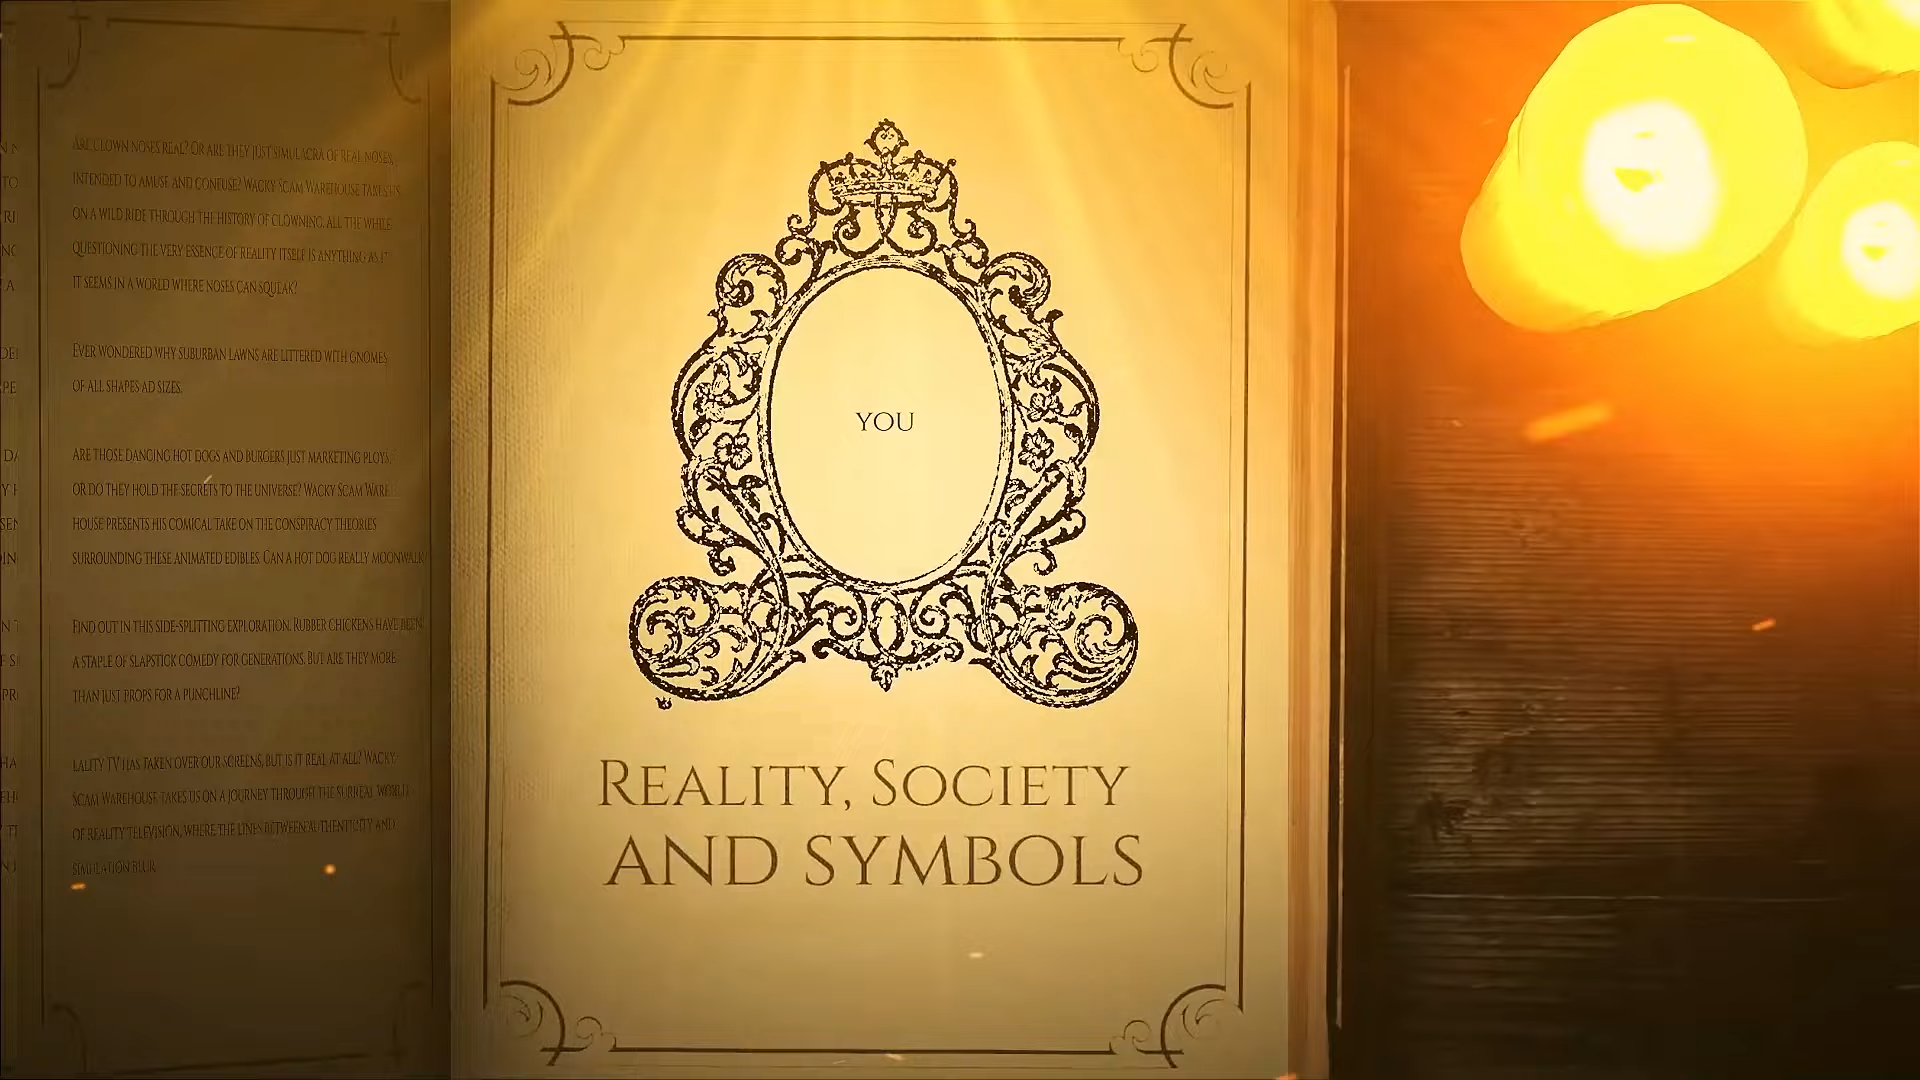 ARE CLOWN NOSES REAL? OR ARE THEY JUST SIMULACRA OF REAL NOSES,
INTENDED TO AMUSE AND CONFUSE? WACKY SCAM WAREHOUSE TAKES US
ON A WILD RIDE THROUGH THE HISTORY OF CLOWNING, ALL THE WHILE
QUESTIONING THE VERY ESSENCE OF REALITY ITSELF IS ANYTHING AS I
IT SEEMS IN A WORLD WHERE NOSES CAN SQUEAK?
EVER WONDERED WHY SUBURBAN LAWNS ARE LITTERED WITH GNOMES
OF ALL SHAPES AD SIZES.
ARE THOSE DANCING HOT DOGS AND BURGERS JUST MARKETING PLOYS,
OR DO THEY HOLD THE SECRETS TO THE UNIVERSE? WACKY SCAM WARE
HOUSE PRESENTS HIS COMICAL TAKE ON THE CONSPIRACY THEORIES
SURROUNDING THESE ANIMATED EDIBLES. CAN A HOT DOG REALLY MOONWALK
FIND OUT IN THIS SIDE-SPLITTING EXPLORATION. RUBBER CHICKENS HAVE BEEN
A STAPLE OF SLAPSTICK COMEDY FOR GENERATIONS. BUT ARE THEY MORE
THAN JUST PROPS FOR A PUNCHLINE?
LALITY TV HAS TAKEN OVER OUR SCREENS, BUT IS IT REAL AT ALL? WACKY
SCAM WAREHOUSE TAKES US ON A JOURNEY THROUGH THE SURREAL WORLD
OF REALITY TELEVISION, WHERE THE LINES BETWEEN AUTHENTICITY AND
SIMULATION BLUR
YOU
REALITY, SOCIETY
AND SYMBOLS